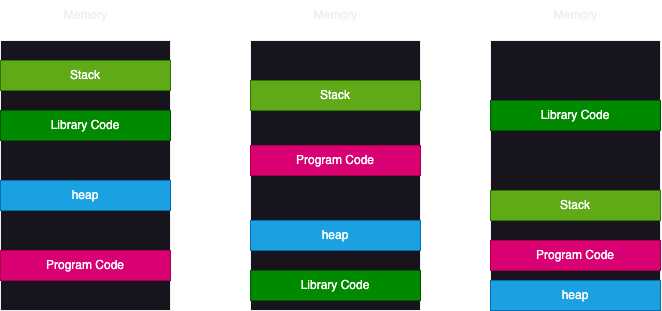 Memory
Stack
Library Code
heap
Program Code
Memory
Stack
Program Code
heap
Library Code
Memory
Library Code
Stack
Program Code
heap